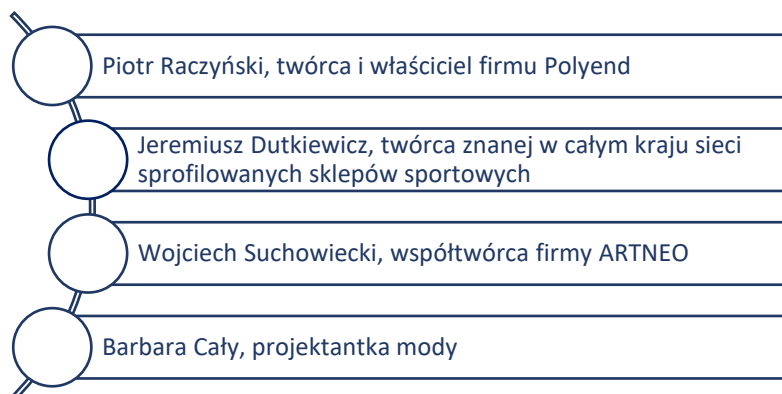 Piotr Raczyński, twórca i właściciel firmu Polyend
Jeremiusz Dutkiewicz, twórca znanej w całym kraju sieci
sprofilowanych sklepów sportowych
Wojciech Suchowiecki, współtwórca firmy ARTNEO
Barbara Cały, projektantka mody